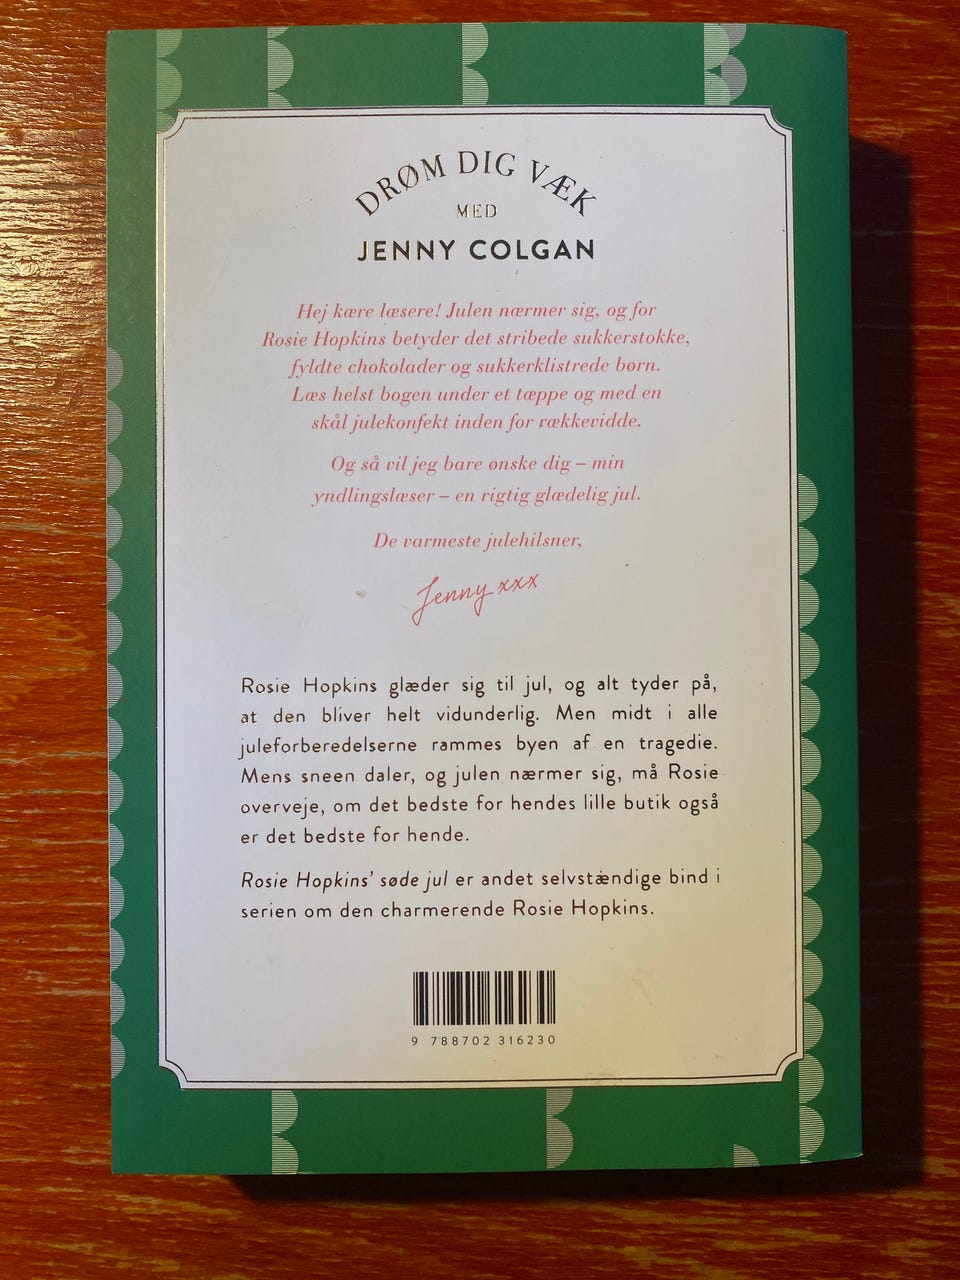 DRØM DIG VÆK
MED
JENNY COLGAN
Hej kære læsere! Julen nærmer sig, og for
Rosie Hopkins betyder det stribede sukkerstokke,
fyldte chokolader og sukkerklistrede børn.
Læs helst bogen under et tæppe og med en
skål julekonfekt inden for rækkevidde.
Og så vil jeg bare ønske dig – min
yndlingslæser – en rigtig glædelig jul.
De varmeste julehilsner,
Jenny xxx
Rosie Hopkins glæder sig til jul, og alt tyder på,
at den bliver helt vidunderlig. Men midt i alle
juleforberedelserne rammes byen af en tragedie.
Mens sneen daler, og julen nærmer sig, må Rosie
overveje, om det bedste for hendes lille butik også
er det bedste for hende.
Rosie Hopkins' søde jul er andet selvstændige bind i
serien om den charmerende Rosie Hopkins.
9 788702 316230